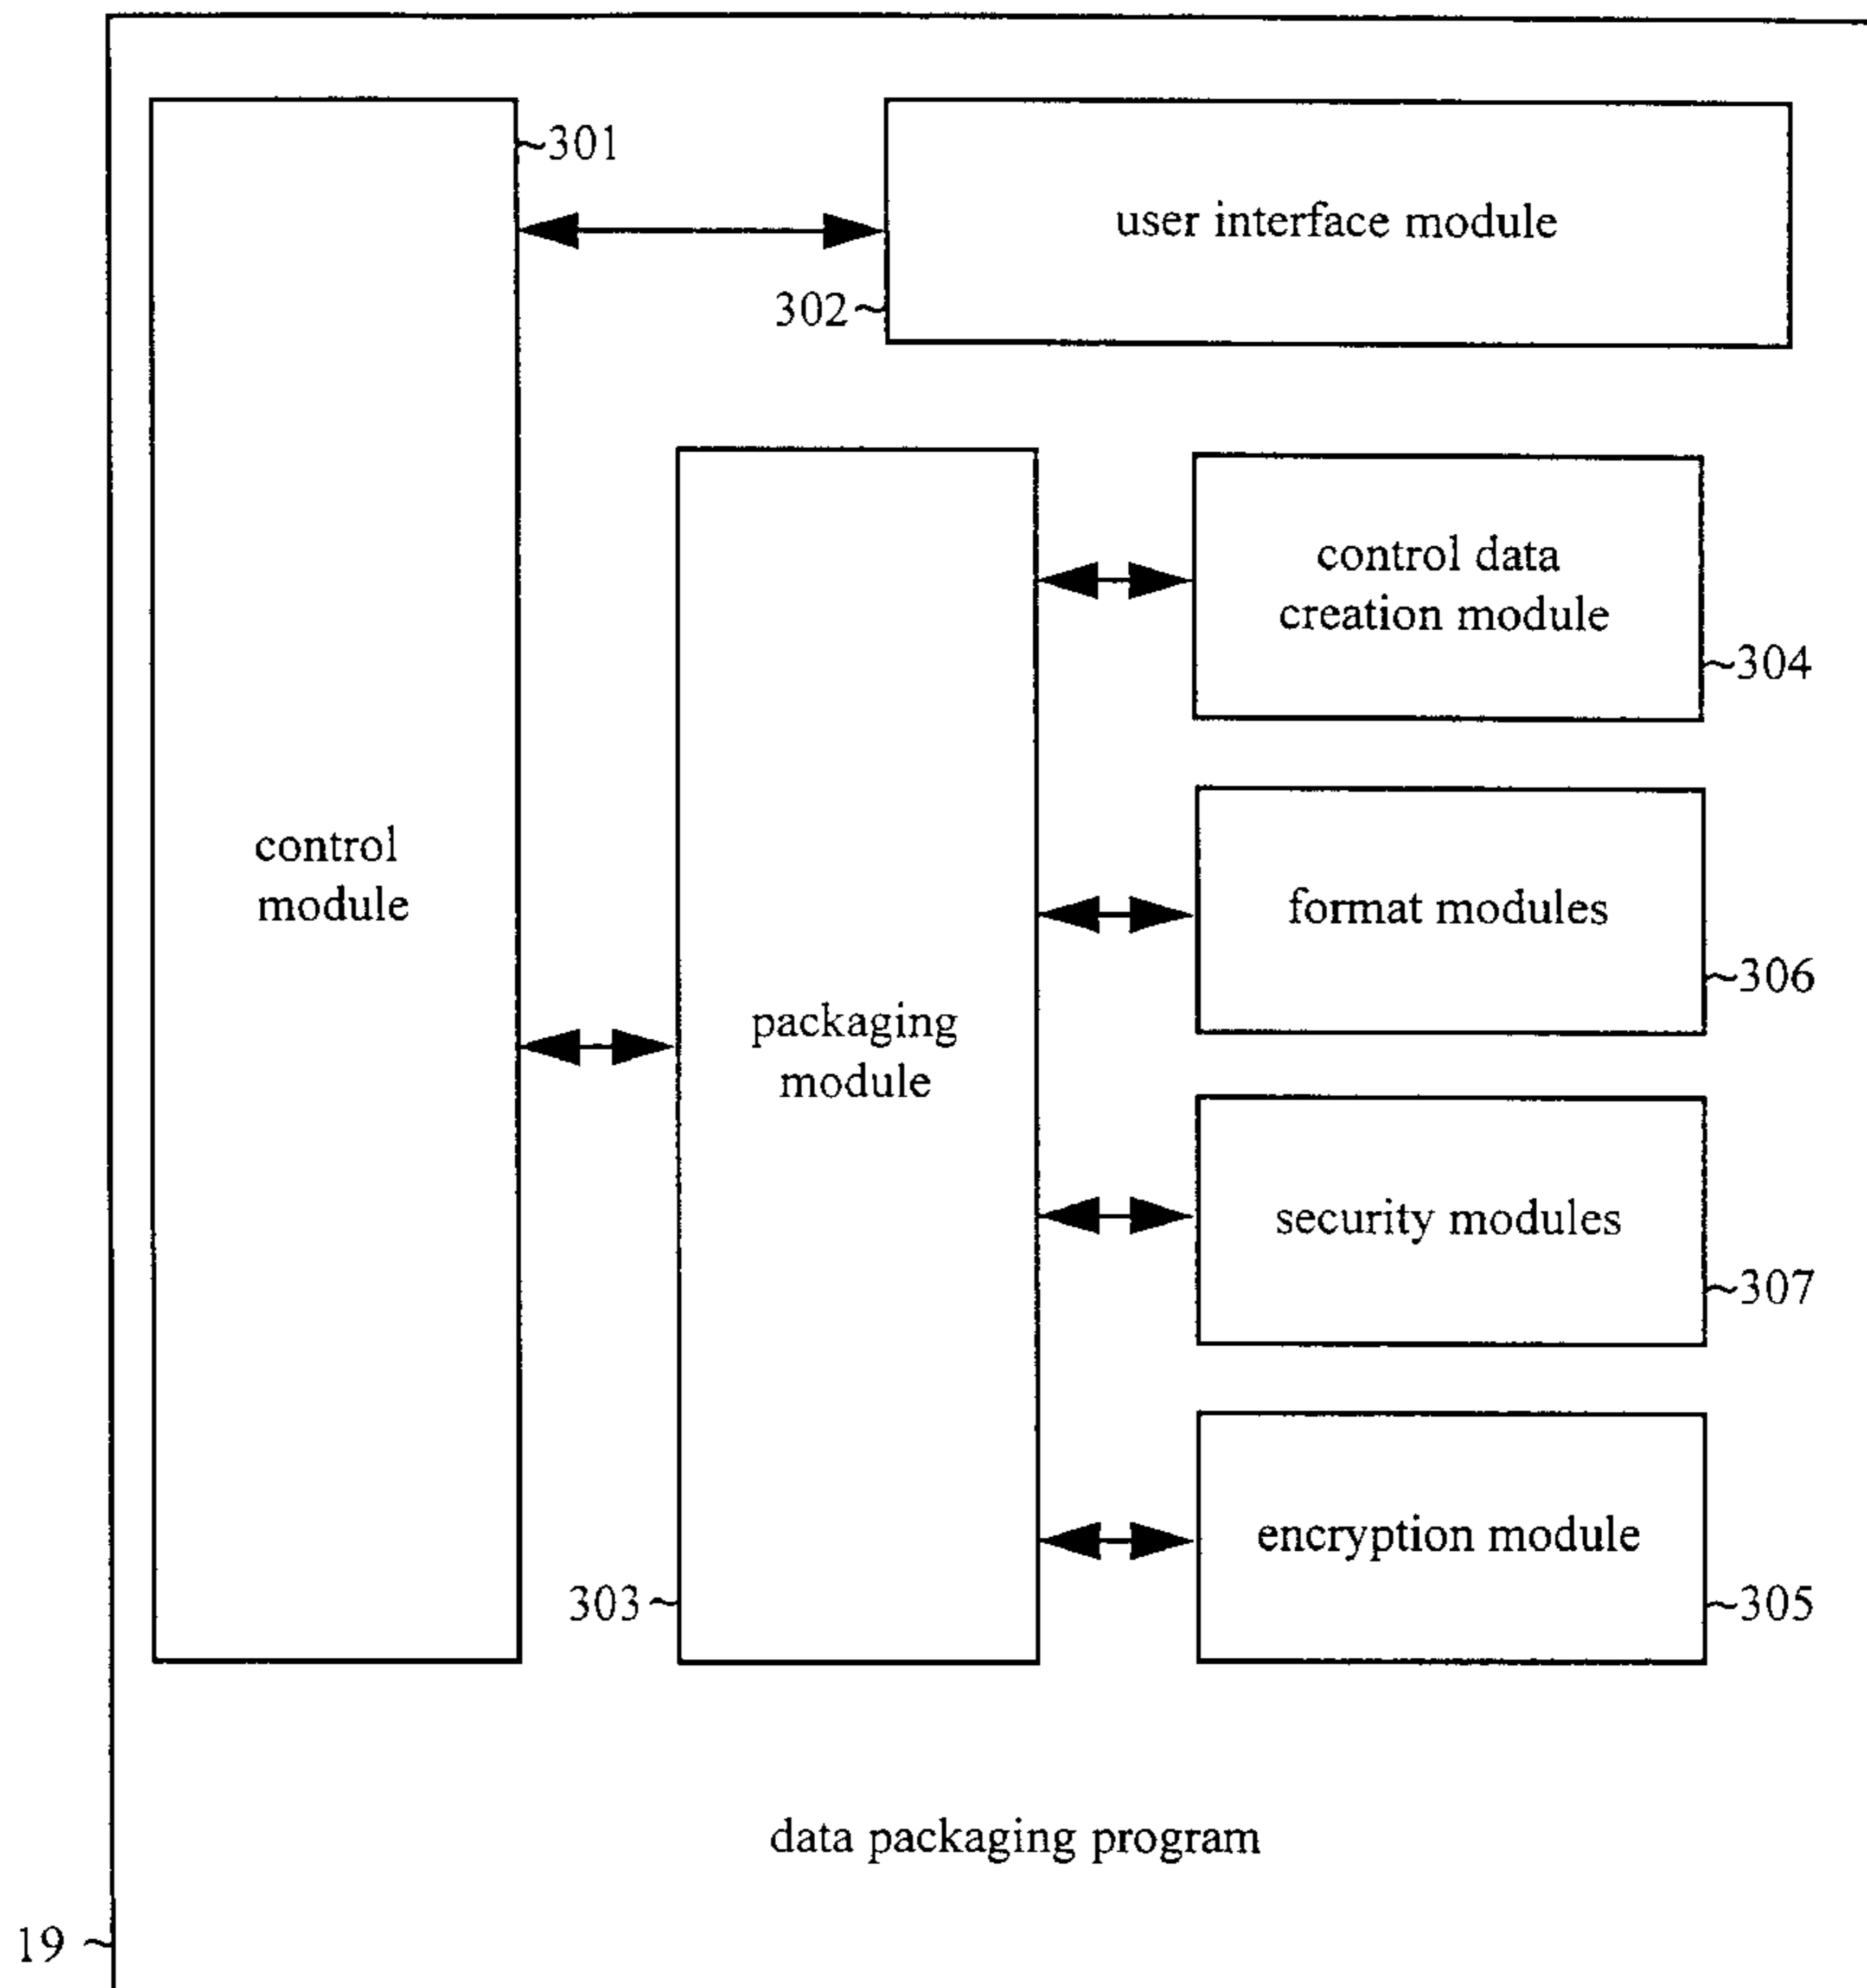 301
user interface module
302
control data
creation module
304
control
module
format modules
306
packaging
module
security modules
307
encryption module
303
305
data packaging program
19